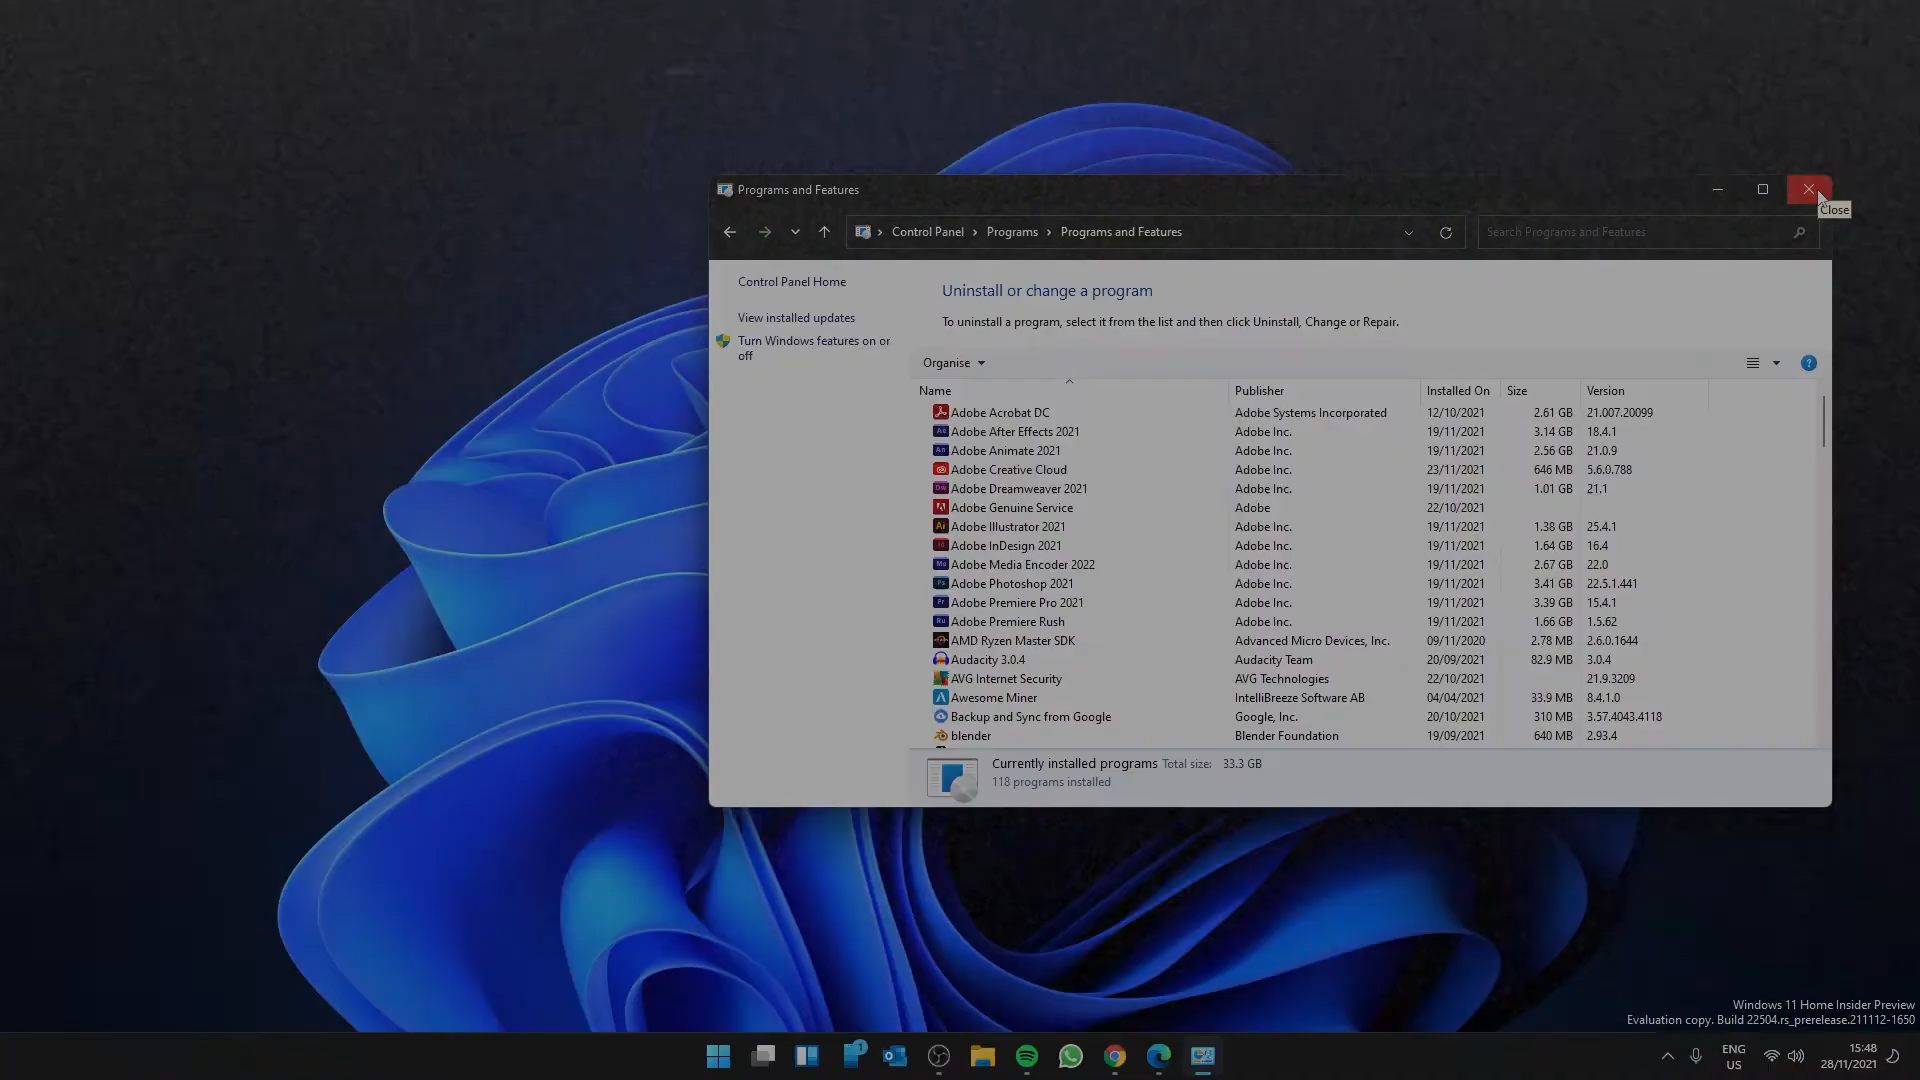 Programs and Features
Close
Control Panel > Programs > Programs and Features
Search Programs and Features
Control Panel Home
View installed updates
Turn Windows features on or
off
Uninstall or change a program
To uninstall a program, select it from the list and then click Uninstall, Change or Repair.
Organise
Name Publisher Installed On Size Version
Adobe Acrobat DC Adobe Systems Incorporated 12/10/2021 2.61 GB 21.007.20099
Adobe After Effects 2021 Adobe Inc. 19/11/2021 3.14 GB 18.4.1
Adobe Animate 2021 Adobe Inc. 19/11/2021 2.56 GB 21.0.9
Adobe Creative Cloud Adobe Inc. 23/11/2021 646 MB 5.6.0.788
Adobe Dreamweaver 2021 Adobe Inc. 19/11/2021 1.01 GB 21.1
Adobe Genuine Service Adobe 22/10/2021
Adobe Illustrator 2021 Adobe Inc. 19/11/2021 1.38 GB 25.4.1
Adobe InDesign 2021 Adobe Inc. 19/11/2021 1.64 GB 16.4
Adobe Media Encoder 2022 Adobe Inc. 19/11/2021 2.67 GB 22.0
Adobe Photoshop 2021 Adobe Inc. 19/11/2021 3.41 GB 22.5.1.441
Adobe Premiere Pro 2021 Adobe Inc. 19/11/2021 3.39 GB 15.4.1
Adobe Premiere Rush Adobe Inc. 19/11/2021 1.66 GB 1.5.62
AMD Ryzen Master SDK Advanced Micro Devices, Inc. 09/11/2020 2.78 MB 2.6.0.1644
Audacity 3.0.4 Audacity Team 20/09/2021 82.9 MB 3.0.4
AVG Internet Security AVG Technologies 22/10/2021 21.9.3209
Awesome Miner IntelliBreeze Software AB 04/04/2021 33.9 MB 8.4.1.0
Backup and Sync from Google Google, Inc. 20/10/2021 310 MB 3.57.4043.4118
blender Blender Foundation 19/09/2021 640 MB 2.93.4
Currently installed programs Total size: 33.3 GB
118 programs installed
Windows 11 Home Insider Preview
Evaluation copy. Build 22504.rs_prerelease.211112-1650
1
ENG
US
15:48
28/11/2021